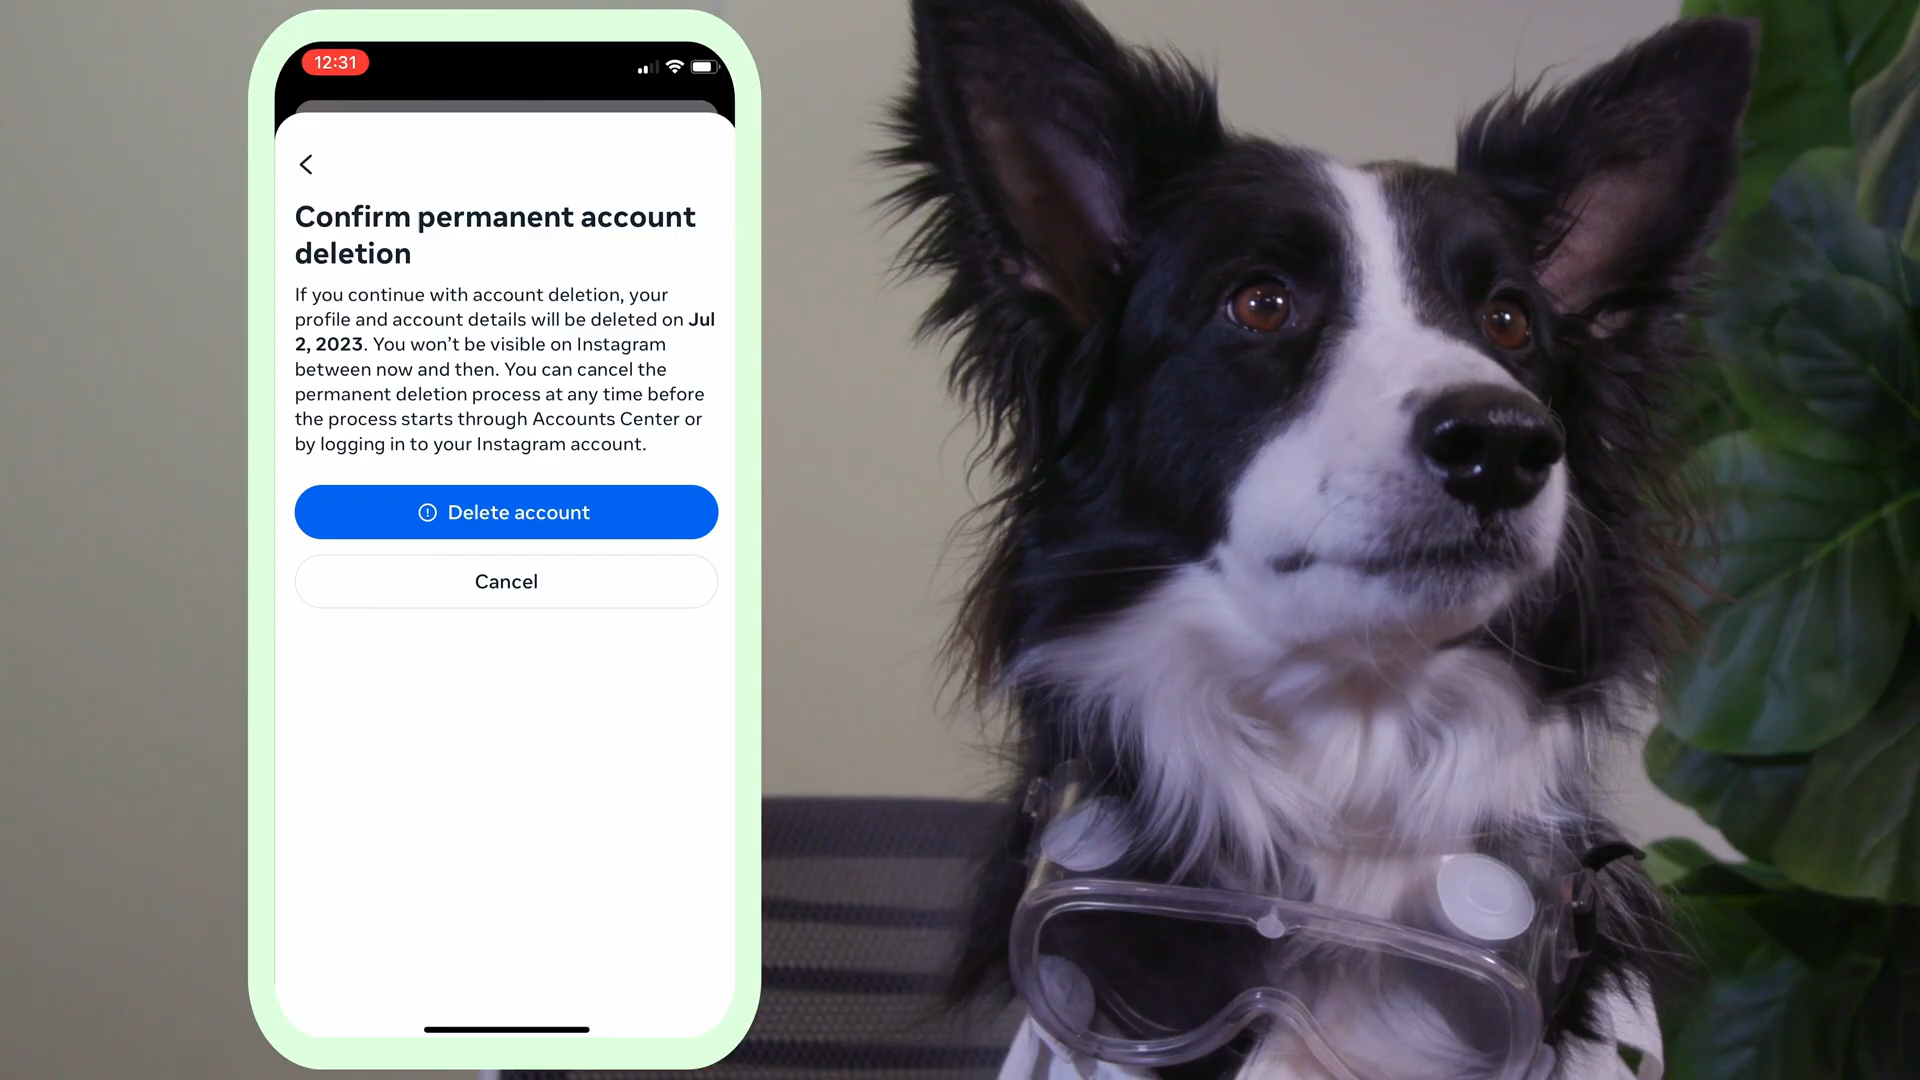 12:31
Confirm permanent account
deletion
If you continue with account deletion, your
profile and account details will be deleted on Jul
2, 2023. You won’t be visible on Instagram
between now and then. You can cancel the
permanent deletion process at any time before
the process starts through Accounts Center or
by logging in to your Instagram account.
Delete account
Cancel